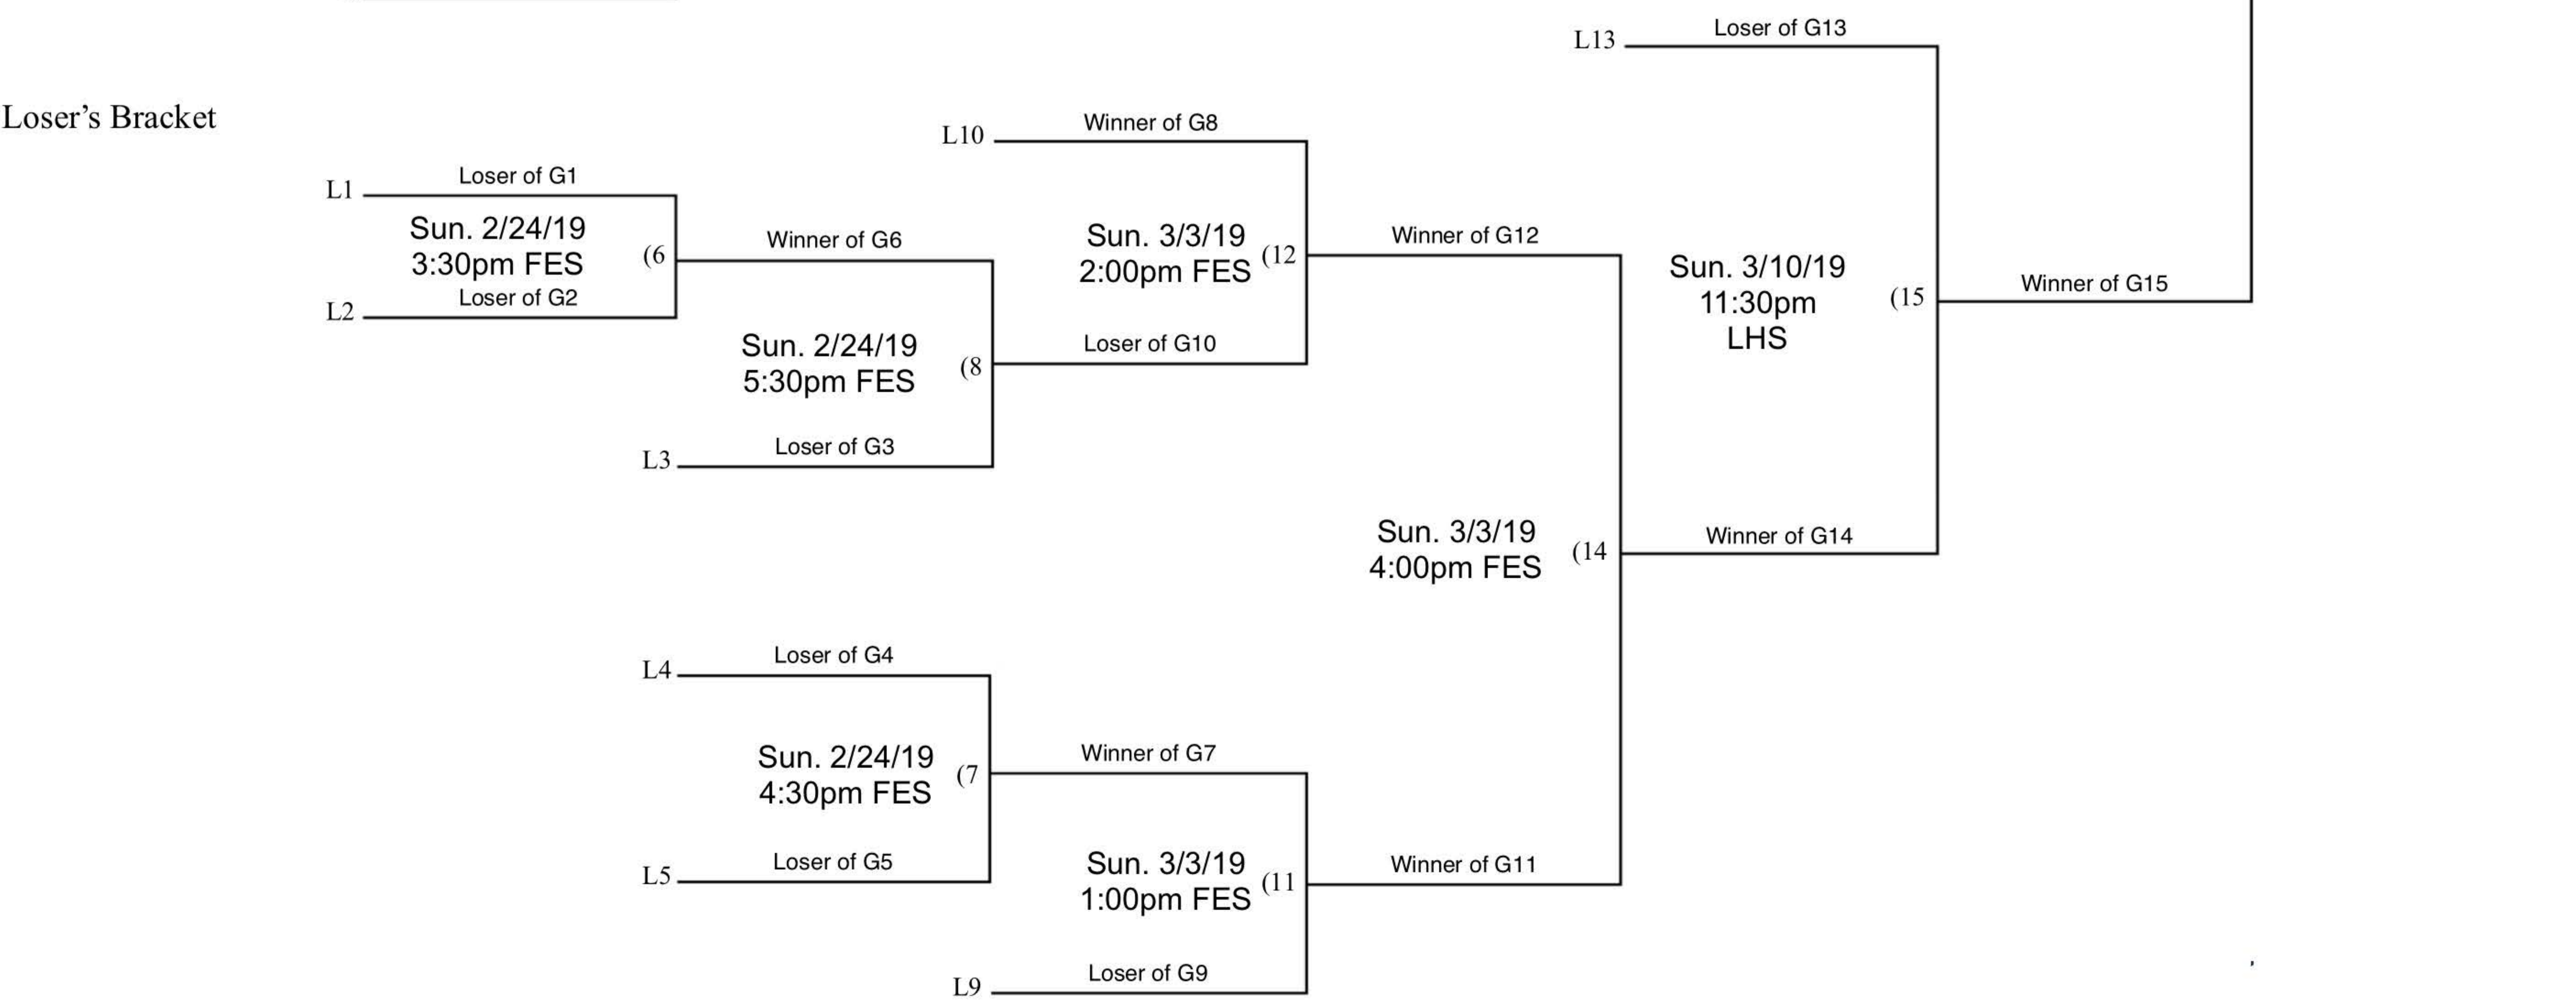 Loser of G13
L13
Loser’s Bracket
Winner of G8
L10
Loser of G1
L1
Sun. 2/24/19
3:30pm FES
(6
Loser of G2
L2
Winner of G6
Sun. 3/3/19
2:00pm FES
(12
Winner of G12
Sun. 3/10/19
11:30pm
LHS
(15
Winner of G15
Sun. 2/24/19
5:30pm FES
(8
Loser of G10
Loser of G3
L3
Sun. 3/3/19
4:00pm FES
(14
Winner of G14
Loser of G4
L4
Sun. 2/24/19
4:30pm FES
(7
Winner of G7
Loser of G5
L5
Sun. 3/3/19
1:00pm FES
(11
Winner of G11
Loser of G9
L9